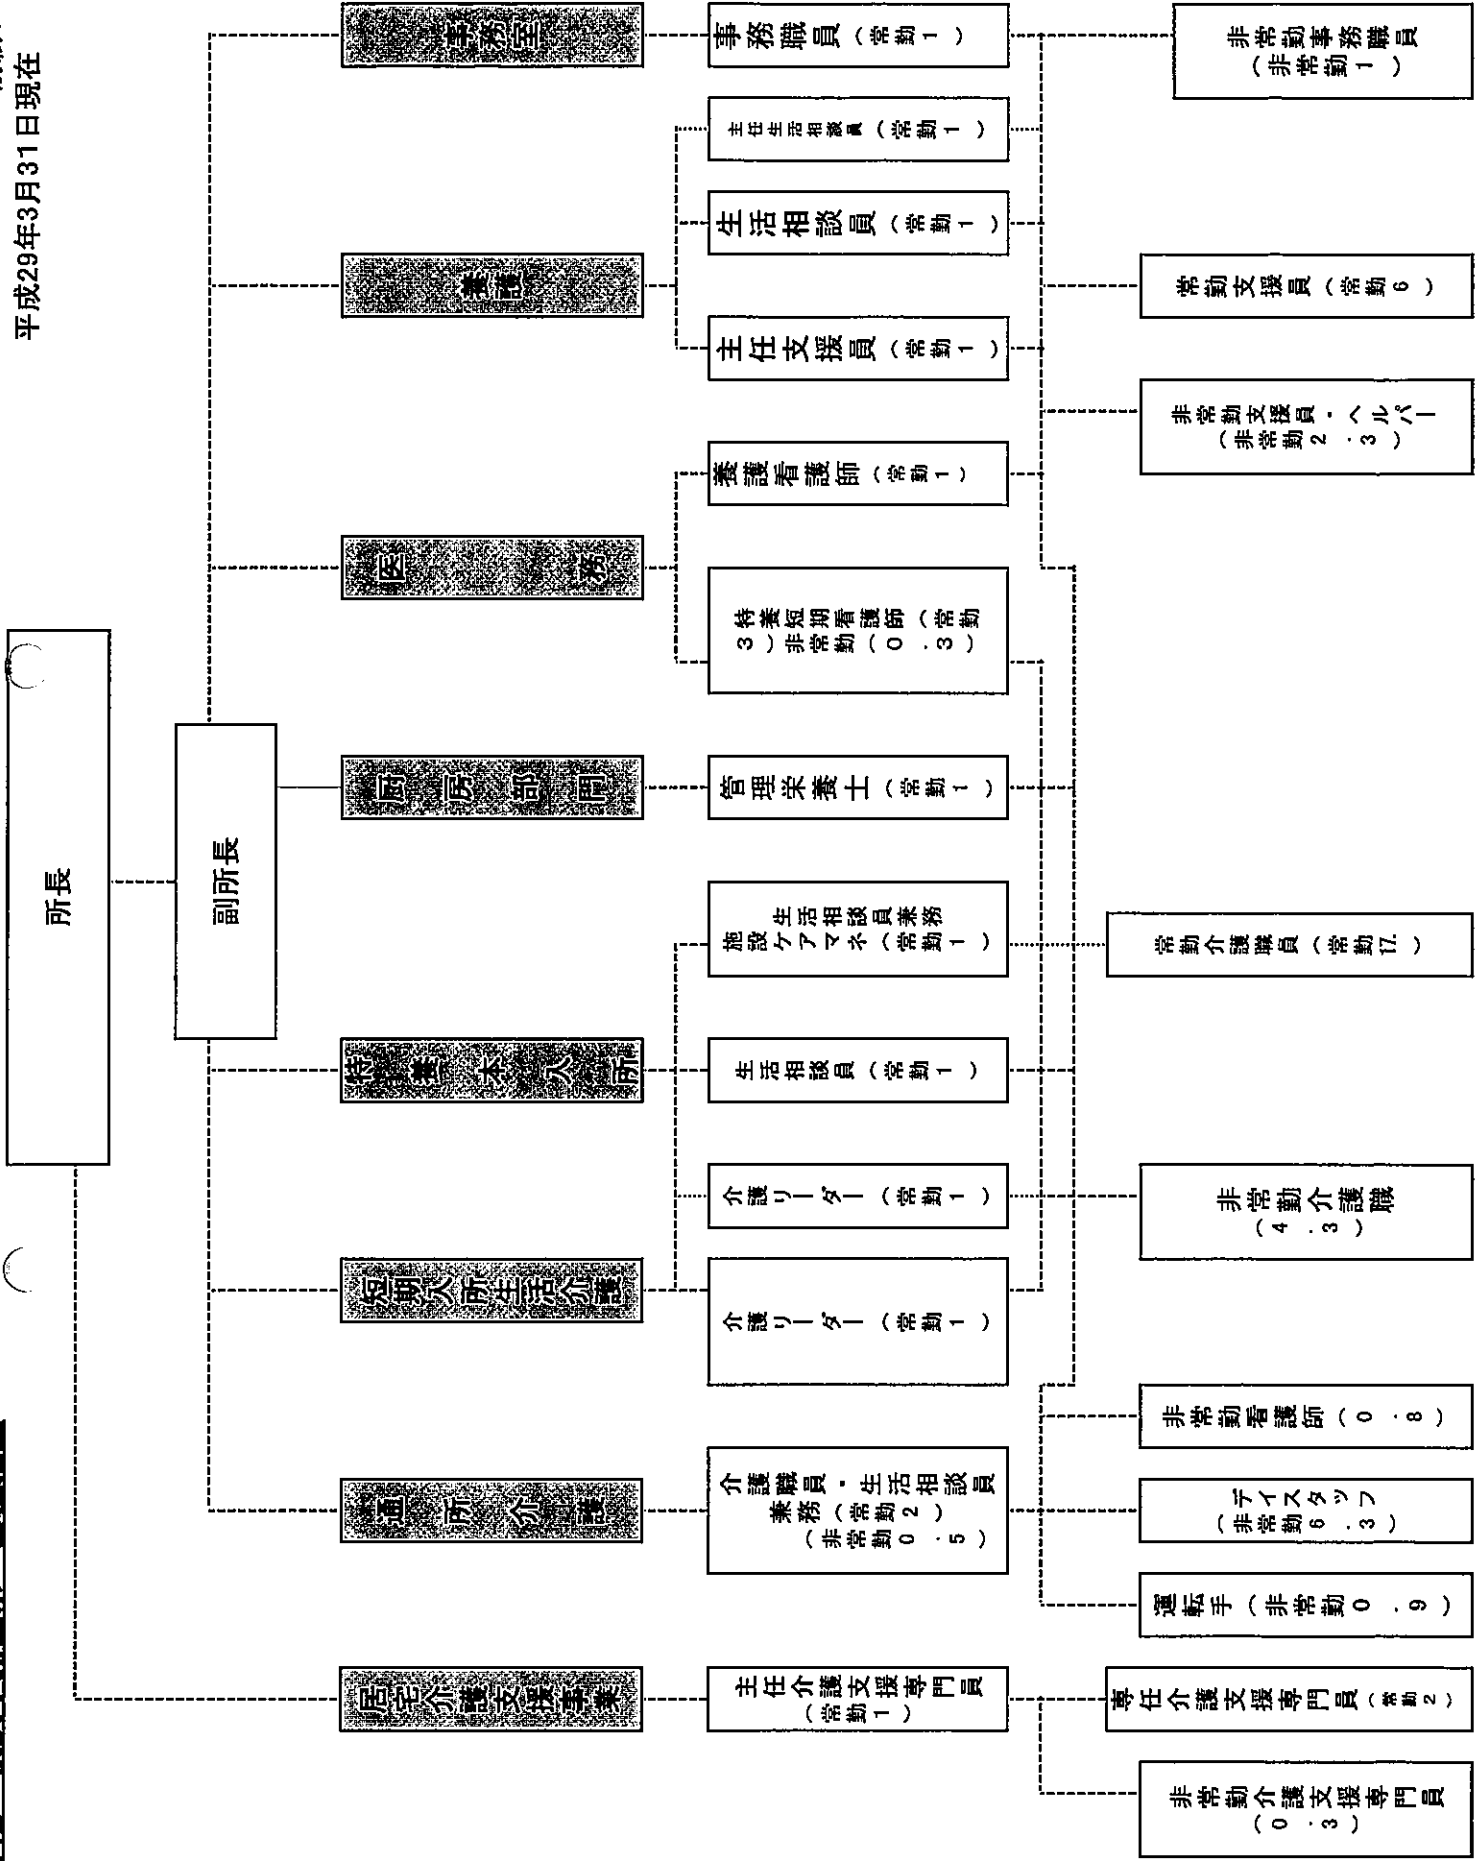 平成29年3月31日現在
所長
副所長
居宅介護支援事業
通所介護
短期入所生活介護
特養本入所
厨房部門
医務
養護
事務室
主任介護支援専門員
(常勤1)
介護職員・生活相談員
兼務(常勤2)
(非常勤0.5)
介護リーダー(常勤1)
介護リーダー(常勤1)
生活相談員(常勤1)
生活相談員兼務
施設ケアマネ(常勤1)
管理栄養士(常勤1)
特養短期看護師(常勤
3)非常勤(0.3)
養護看護師(常勤1)
主任支援員(常勤1)
生活相談員(常勤1)
主任生活相談員(常勤1)
事務職員(常勤1)
非常勤介護支援専門員
(0.3)
専任介護支援専門員(常勤2)
運転手(非常勤0.9)
デイスタッフ
(非常勤6.3)
非常勤看護師(0.8)
非常勤介護職
(4.3)
常勤介護職員(常勤17.)
非常勤支援員・ヘルパー
(非常勤2.3)
常勤支援員(常勤6)
非常勤事務職員
(非常勤1)